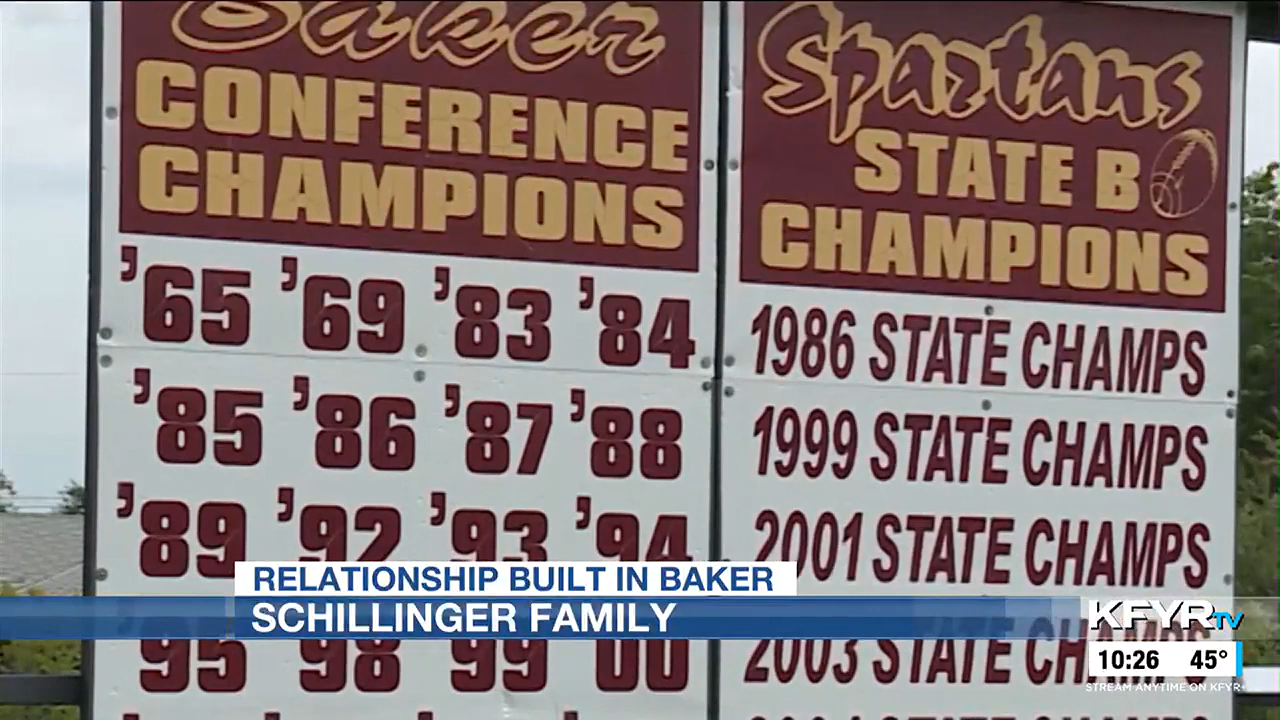 Baker
CONFERENCE
CHAMPIONS
'65 '69 '83 '84
'85 '86 '87 '88
'89 '92 '93 '94
'95 '98 '99 '00
Spartans
STATE B
CHAMPIONS
1986 STATE CHAMPS
1999 STATE CHAMPS
2001 STATE CHAMPS
2003 STATE CHAMPS
RELATIONSHIP BUILT IN BAKER
SCHILLINGER FAMILY
KFYR TV
10:26 45°
STREAM ANYTIME ON KFYR+